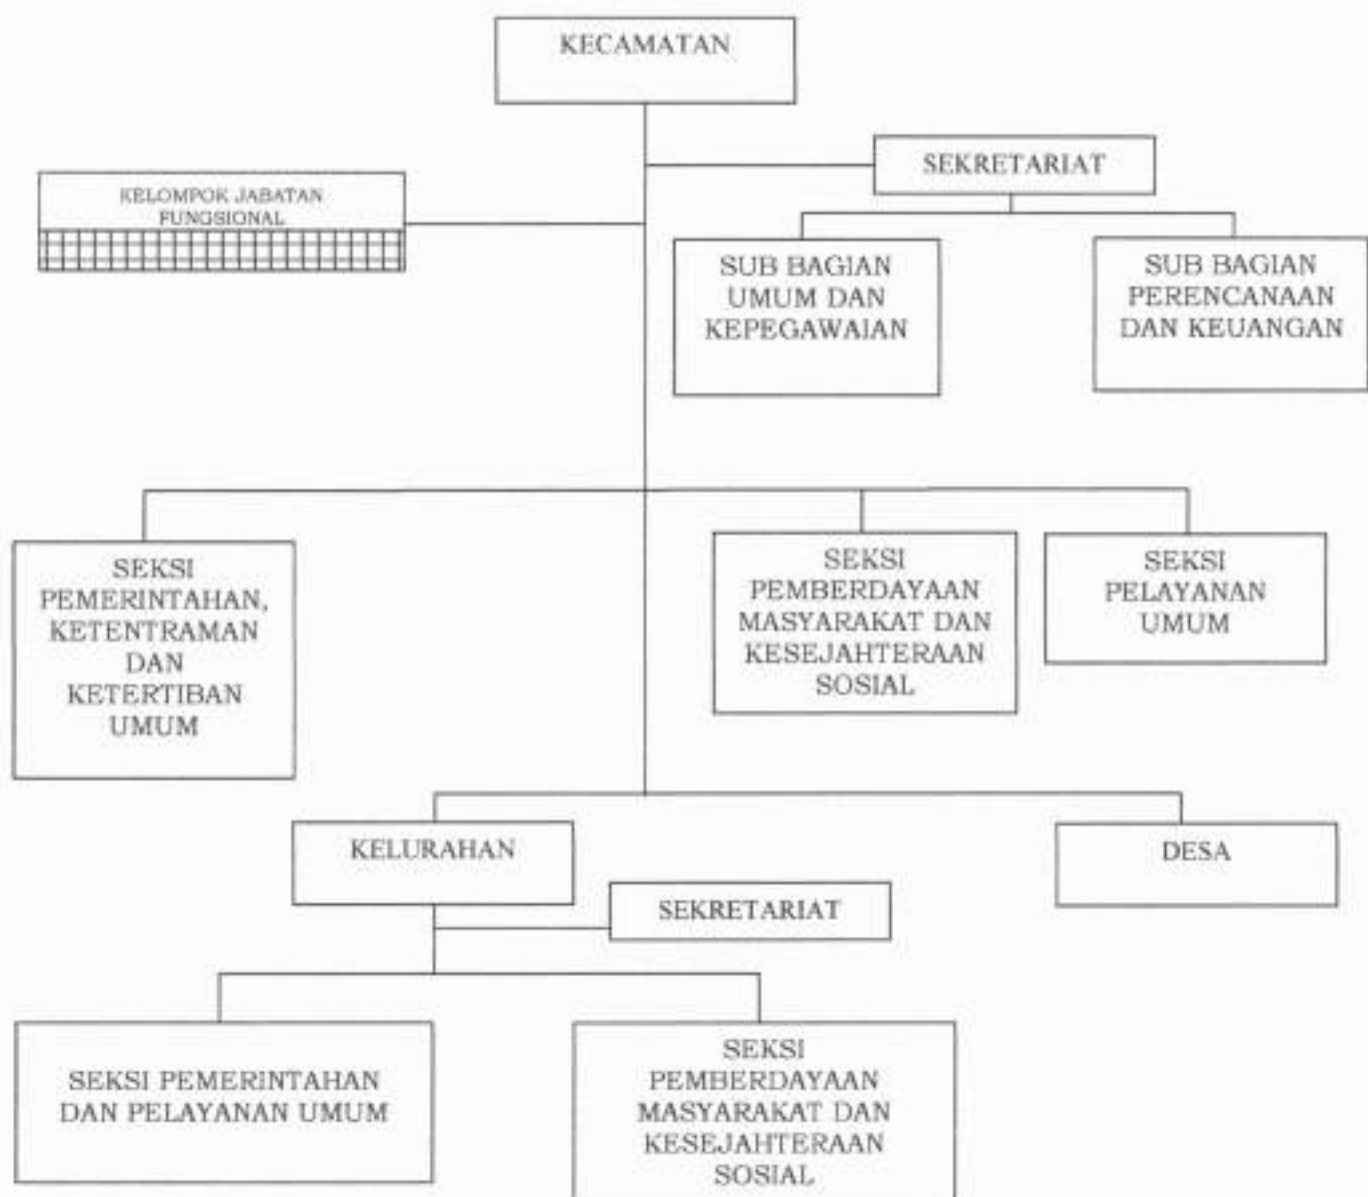 KECAMATAN
SEKRETARIAT
KELOMPOK JABATAN
FUNGSIONAL
SUB BAGIAN
UMUM DAN
KEPEGAWAIAN
SUB BAGIAN
PERENCANAAN
DAN KEUANGAN
SEKSI
PEMERINTAHAN,
KETENTRAMAN
DAN
KETERTIBAN
UMUM
SEKSI
PEMBERDAYAAN
MASYARAKAT DAN
KESEJAHTERAAN
SOSIAL
SEKSI
PELAYANAN
UMUM
KELURAHAN
DESA
SEKRETARIAT
SEKSI PEMERINTAHAN
DAN PELAYANAN UMUM
SEKSI
PEMBERDAYAAN
MASYARAKAT DAN
KESEJAHTERAAN
SOSIAL